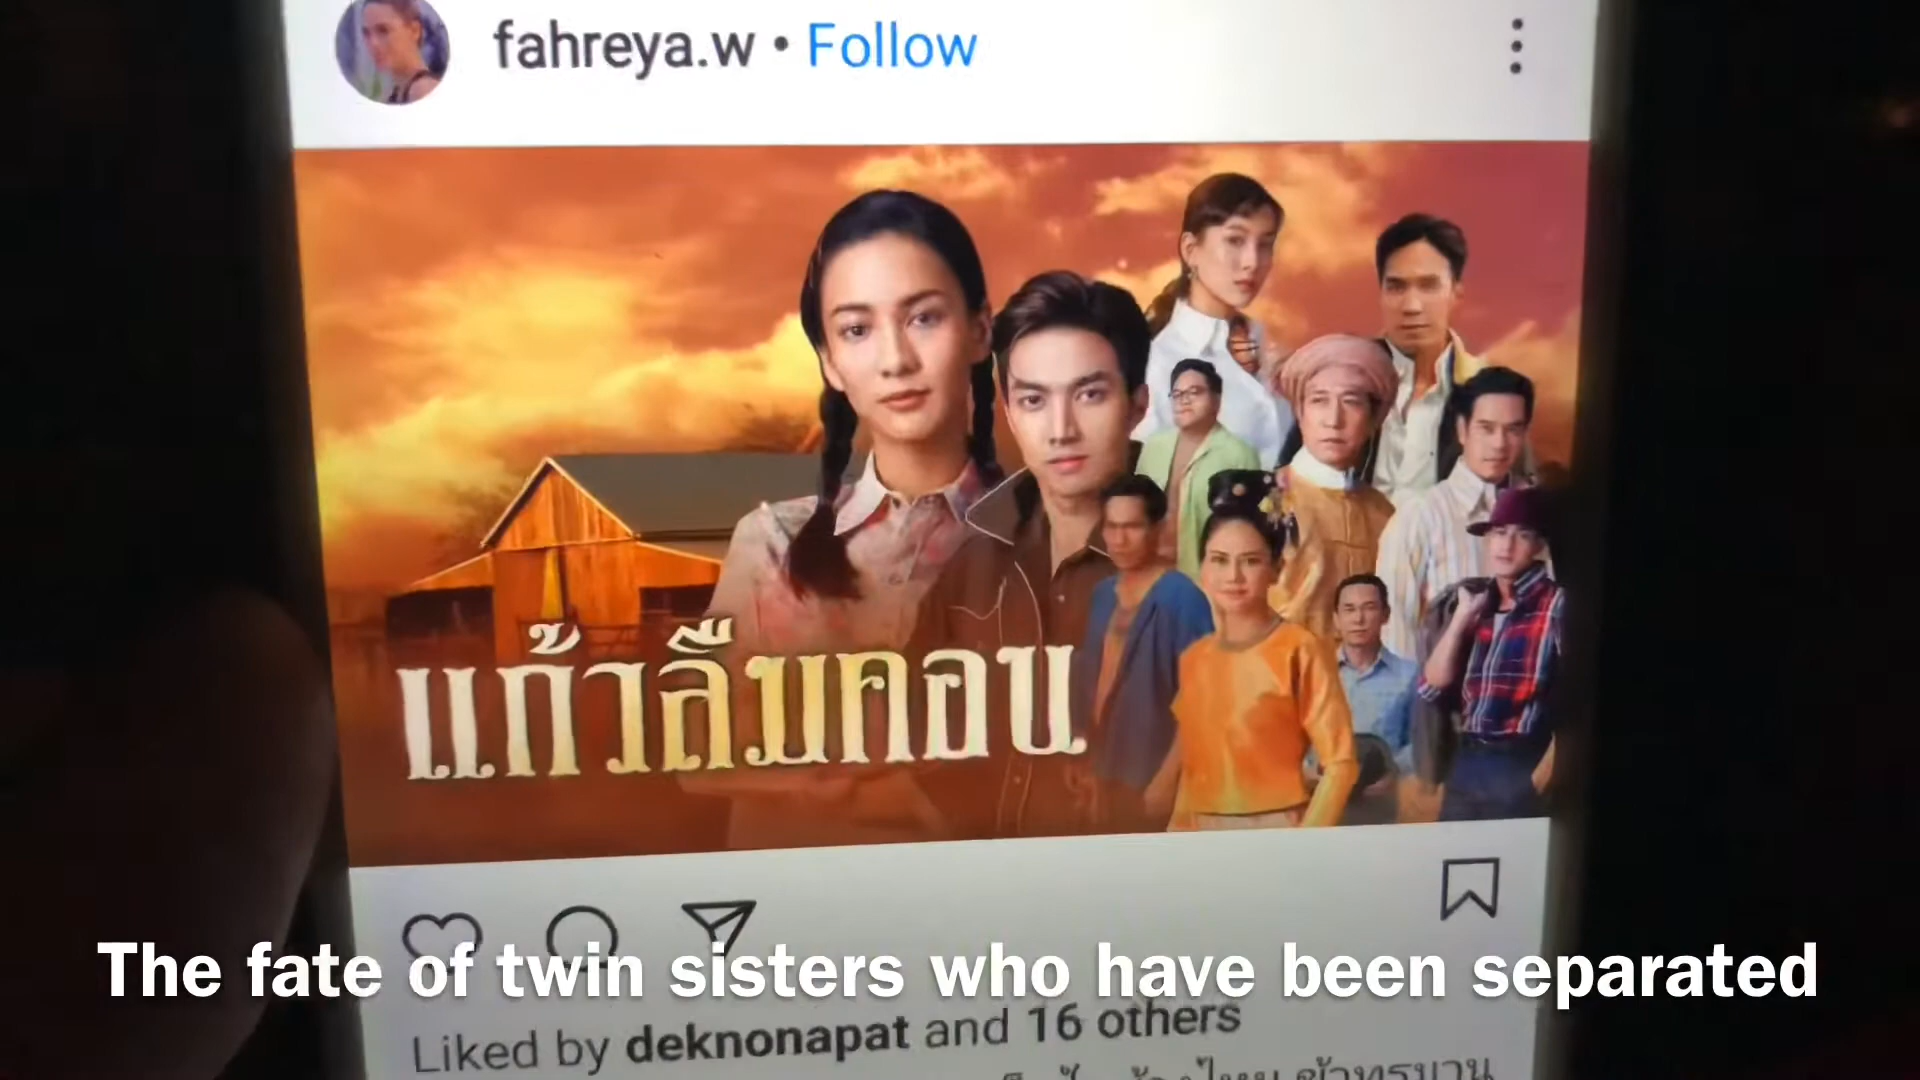 fahreya.w • Follow
แก้วลืมคอน
The fate of twin sisters who have been separated
Liked by deknonapat and 16 others